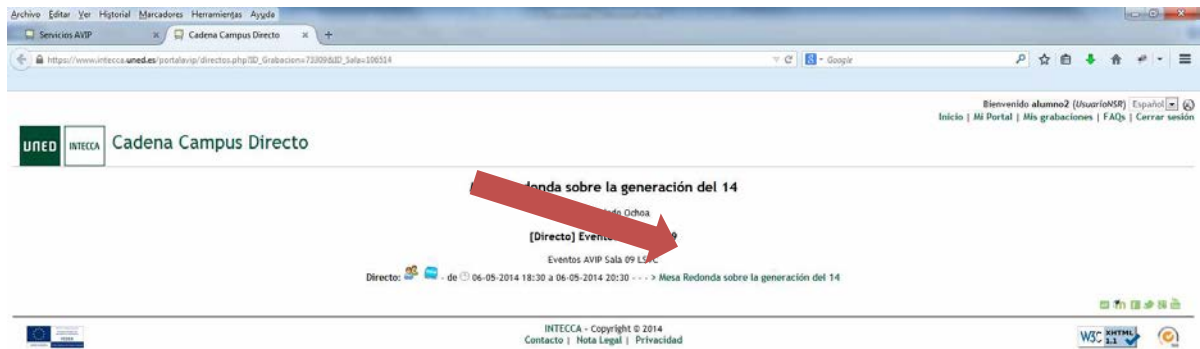 Archivo Editar Ver Historial Marcadores Herramientas Ayuda
Servicios AVIP × Cadena Campus Directo × +
https://www.intecca.uned.es/portalavip/directos.php?ID_Grabacion=73309&ID_Sala=106514 Google
Bienvenido alumno2 (UsuarioNSR) Español
Inicio | Mi Portal | Mis grabaciones | FAQs | Cerrar sesión
UNED INTECCA Cadena Campus Directo
sobre la generación del 14
Ochoa
[Directo]
Eventos AVIP Sala 09
Directo: - de 06-05-2014 18:30 a 06-05-2014 20:30 - - - > Mesa Redonda sobre la generación del 14
INTECCA - Copyright © 2014
Contacto | Nota Legal | Privacidad
W3C XHTML 1.1